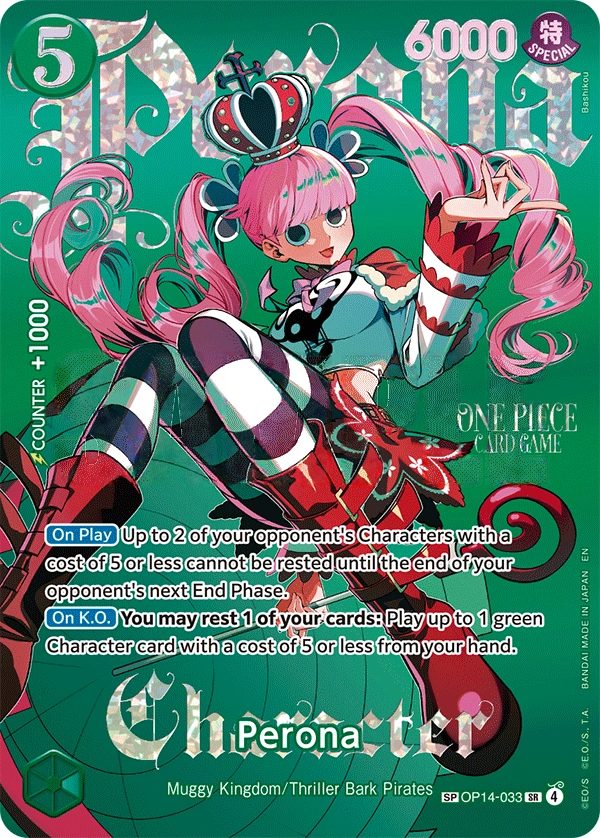 5
Perona
6000
特
SPECIAL
Bashikou
COUNTER +1000
ONE PIECE
CARD GAME
On Play Up to 2 of your opponent's Characters with a
cost of 5 or less cannot be rested until the end of your
opponent's next End Phase.
On K.O. You may rest 1 of your cards: Play up to 1 green
Character card with a cost of 5 or less from your hand.
BANDAI MADE IN JAPAN EN
©EO/S ©E.O./S., T.A.
Character
Perona
Muggy Kingdom/Thriller Bark Pirates
SP OP14-033 SR 4